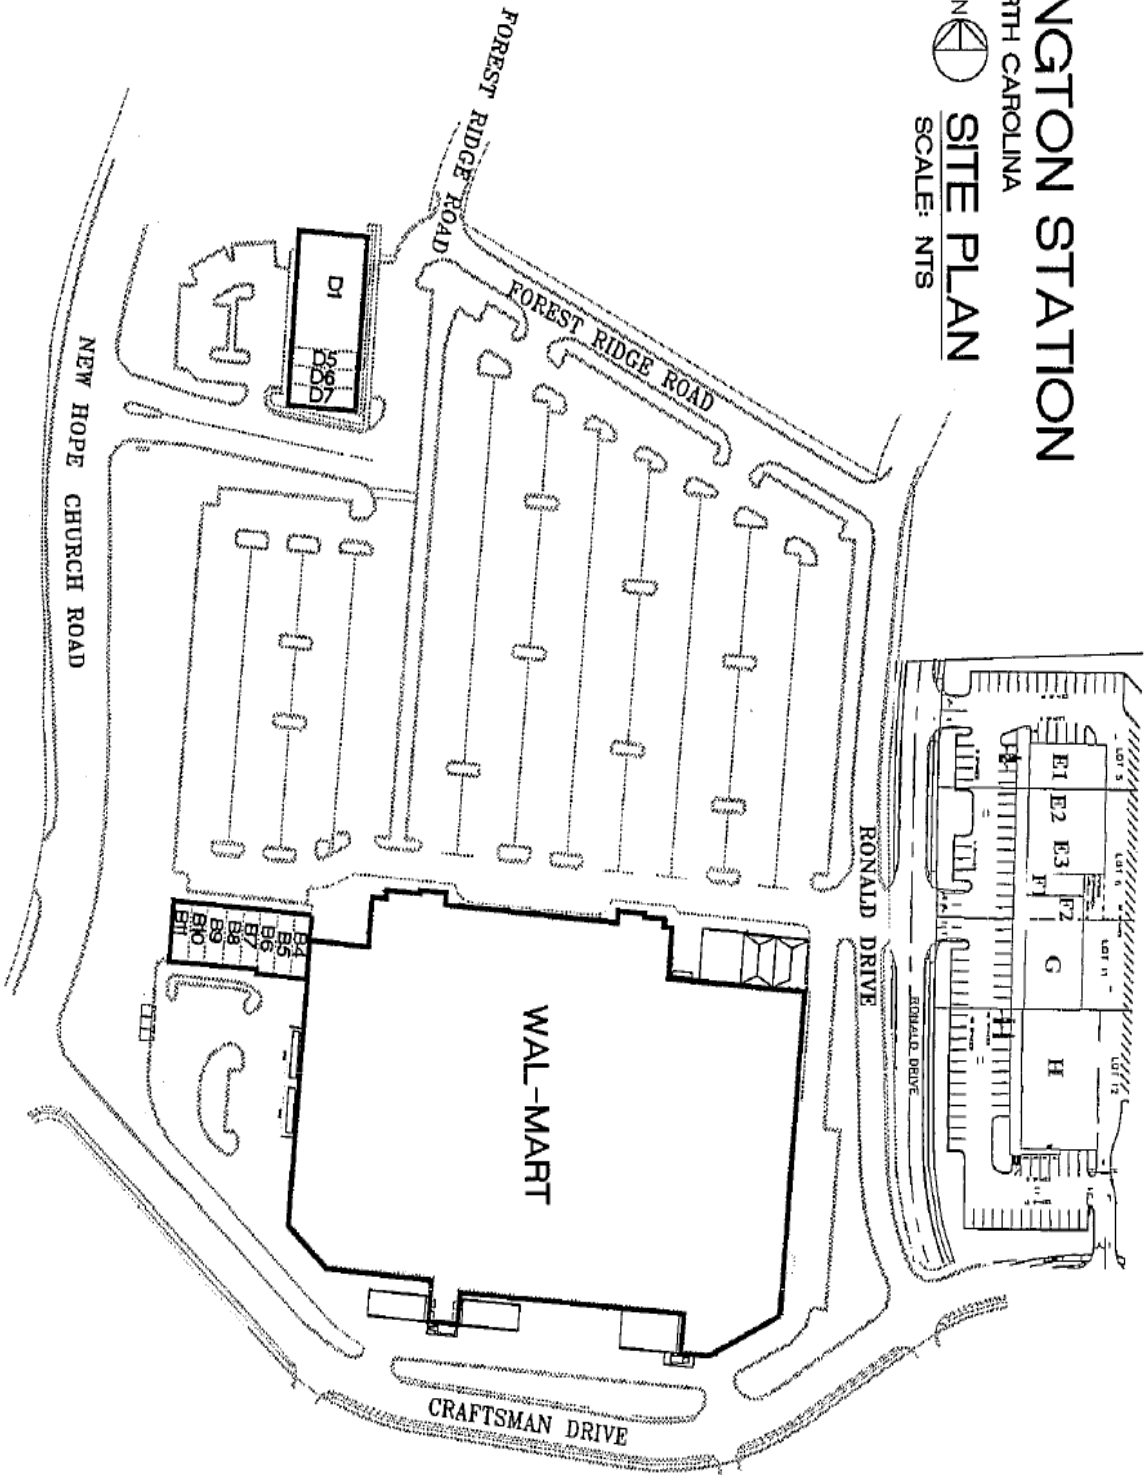 NGTON STATION
RTH CAROLINA
N
SITE PLAN
SCALE: NTS
FOREST RIDGE ROAD
FOREST RIDGE ROAD
D1
D5
D6
D7
NEW HOPE CHURCH ROAD
RONALD DRIVE
RONALD DRIVE
LOT 5
E1
E2
E3
F1
F2
G
LOT 11
H
LOT 12
B4
B5
B6
B7
B8
B9
B10
B11
WAL-MART
CRAFTSMAN DRIVE